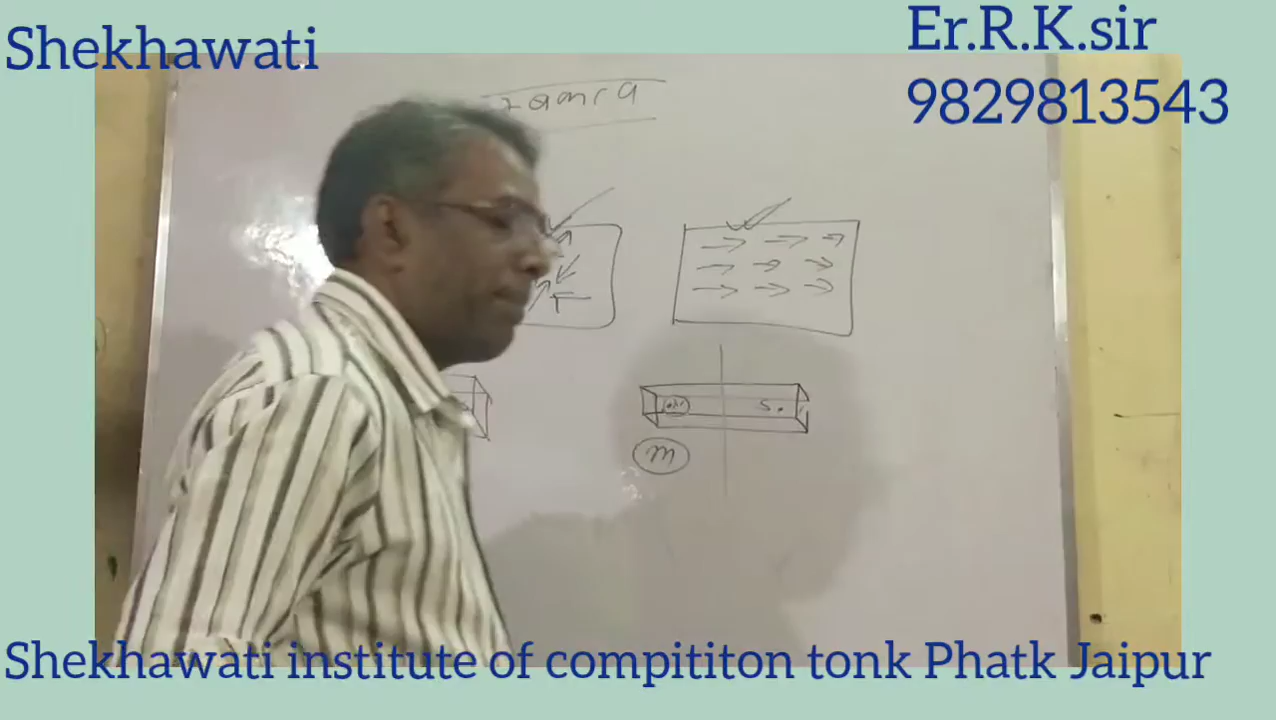 Shekhawati
Er.R.K.sir
9829813543
m
S.
Shekhawati institute of compititon tonk Phatk Jaipur